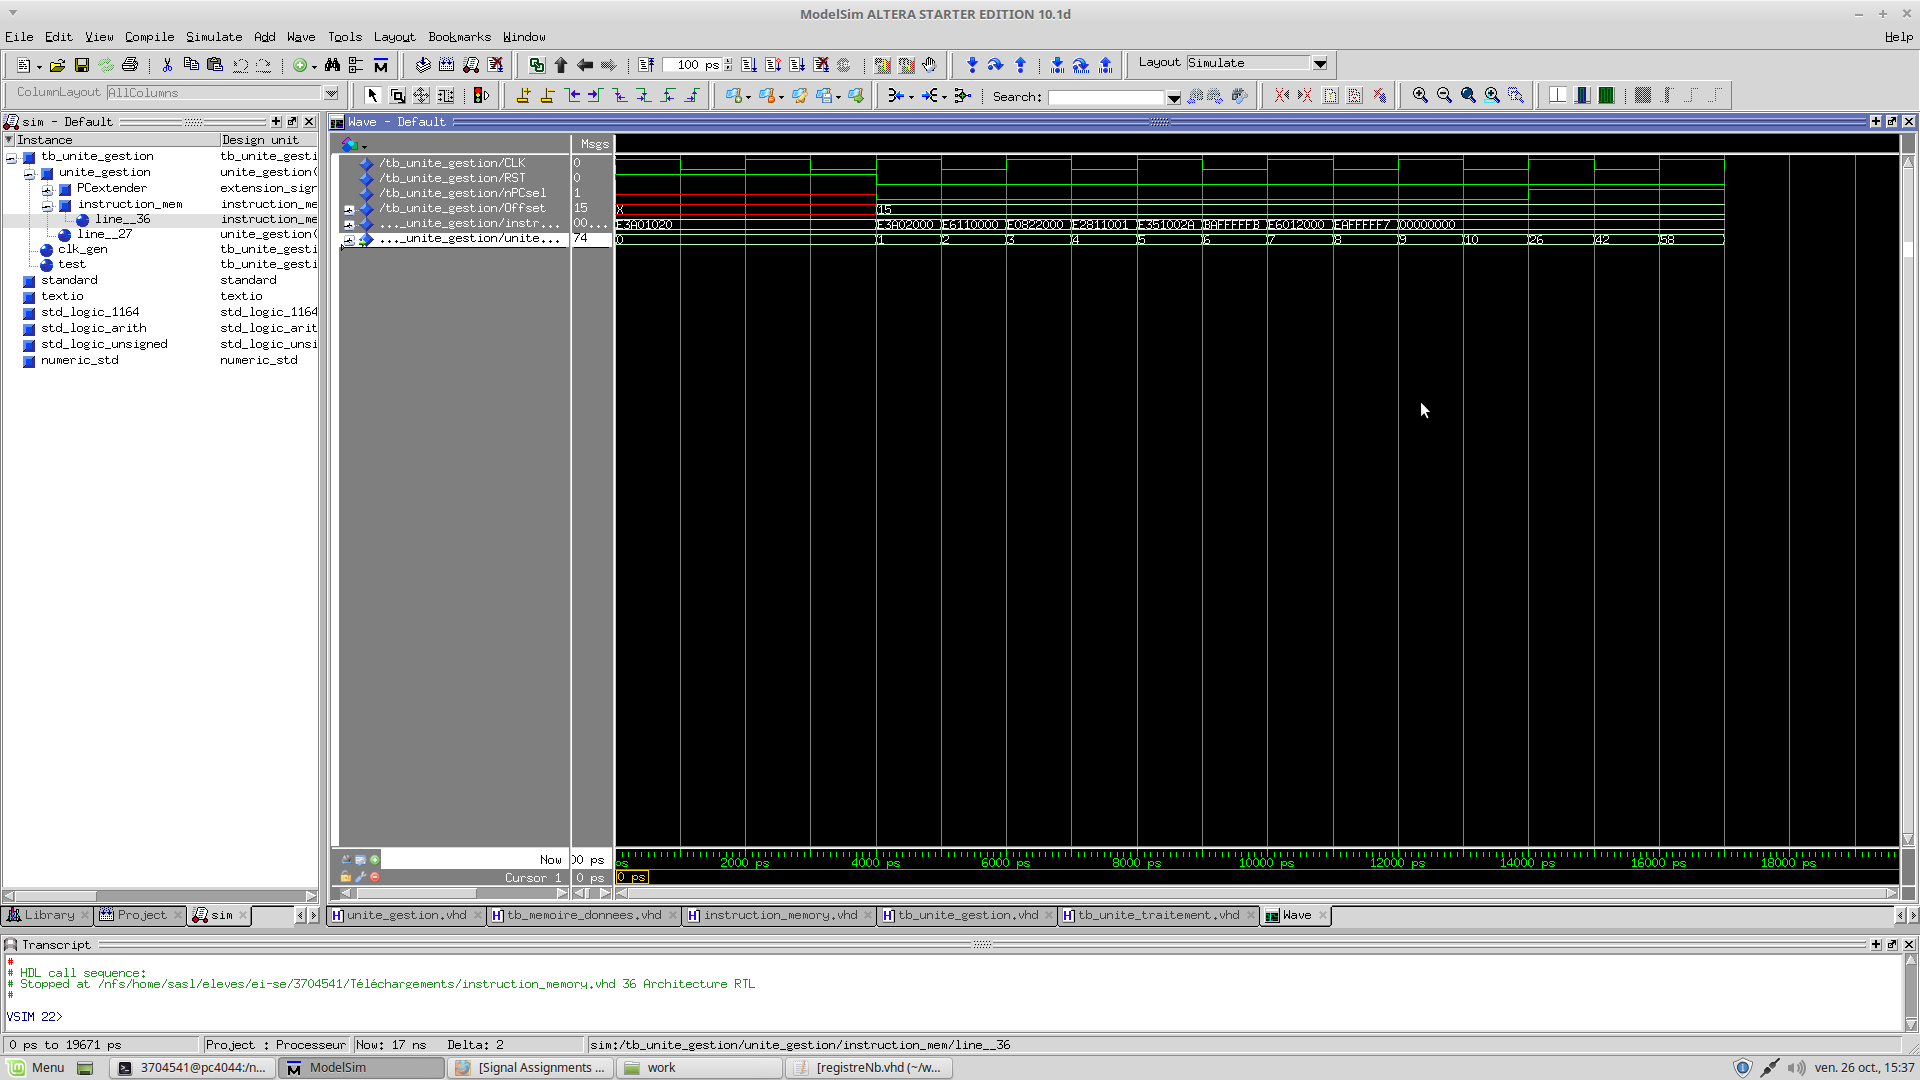 ModelSim ALTERA STARTER EDITION 10.1d
File Edit View Compile Simulate Add Wave Tools Layout Bookmarks Window Help
100 ps Layout Simulate
ColumnLayout AllColumns Search:
sim - Default
Wave - Default
Instance Design unit
Msgs
tb_unite_gestion tb_unite_gesti
unite_gestion unite_gestion(
PCextender extension_sign
instruction_mem instruction_me
line__36 instruction_me
line__27 unite_gestion(
clk_gen tb_unite_gesti
test tb_unite_gesti
standard standard
textio textio
std_logic_1164 std_logic_1164
std_logic_arith std_logic_arit
std_logic_unsigned std_logic_unsi
numeric_std numeric_std
/tb_unite_gestion/CLK 0
/tb_unite_gestion/RST 0
/tb_unite_gestion/nPCsel 1
/tb_unite_gestion/Offset 15 X 15
..._unite_gestion/instr... 00... E3A01020 E3A02000 E6110000 E0822000 E2811001 E351002A BAFFFFFB E6012000 EAFFFFF7 00000000
..._unite_gestion/unite... 74 0 1 2 3 4 5 6 7 8 9 10 26 42 58
Now 00 ps ps 2000 ps 4000 ps 6000 ps 8000 ps 10000 ps 12000 ps 14000 ps 16000 ps 18000 ps
Cursor 1 0 ps 0 ps
Library Project sim unite_gestion.vhd tb_memoire_donnees.vhd instruction_memory.vhd tb_unite_gestion.vhd tb_unite_traitement.vhd Wave
Transcript
#
# HDL call sequence:
# Stopped at /nfs/home/sasl/eleves/ei-se/3704541/Téléchargements/instruction_memory.vhd 36 Architecture RTL
#
VSIM 22>
0 ps to 19671 ps Project : Processeur Now: 17 ns Delta: 2 sim:/tb_unite_gestion/unite_gestion/instruction_mem/line__36
Menu 3704541@pc4044:/n... ModelSim [Signal Assignments ... work [registreNb.vhd (~/w... ven. 26 oct., 15:37